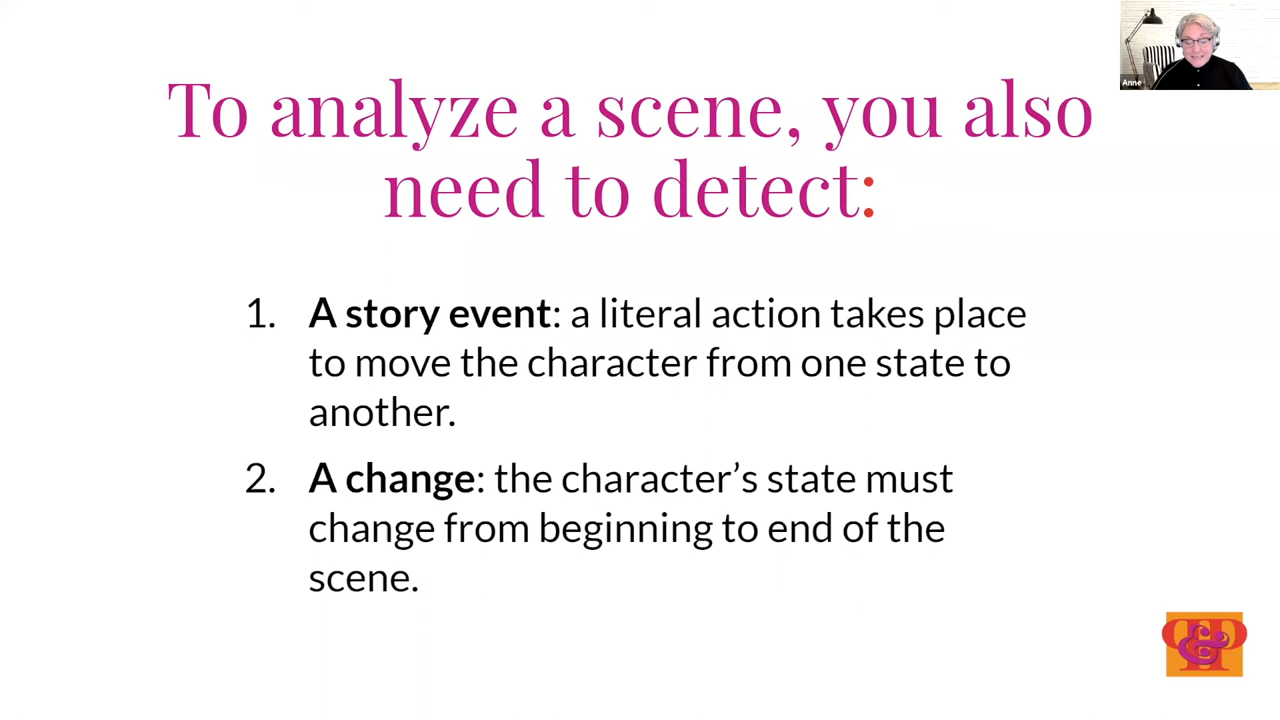 Anne
To analyze a scene, you also
need to detect:
1. A story event: a literal action takes place
to move the character from one state to
another.
2. A change: the character’s state must
change from beginning to end of the
scene.
P&P